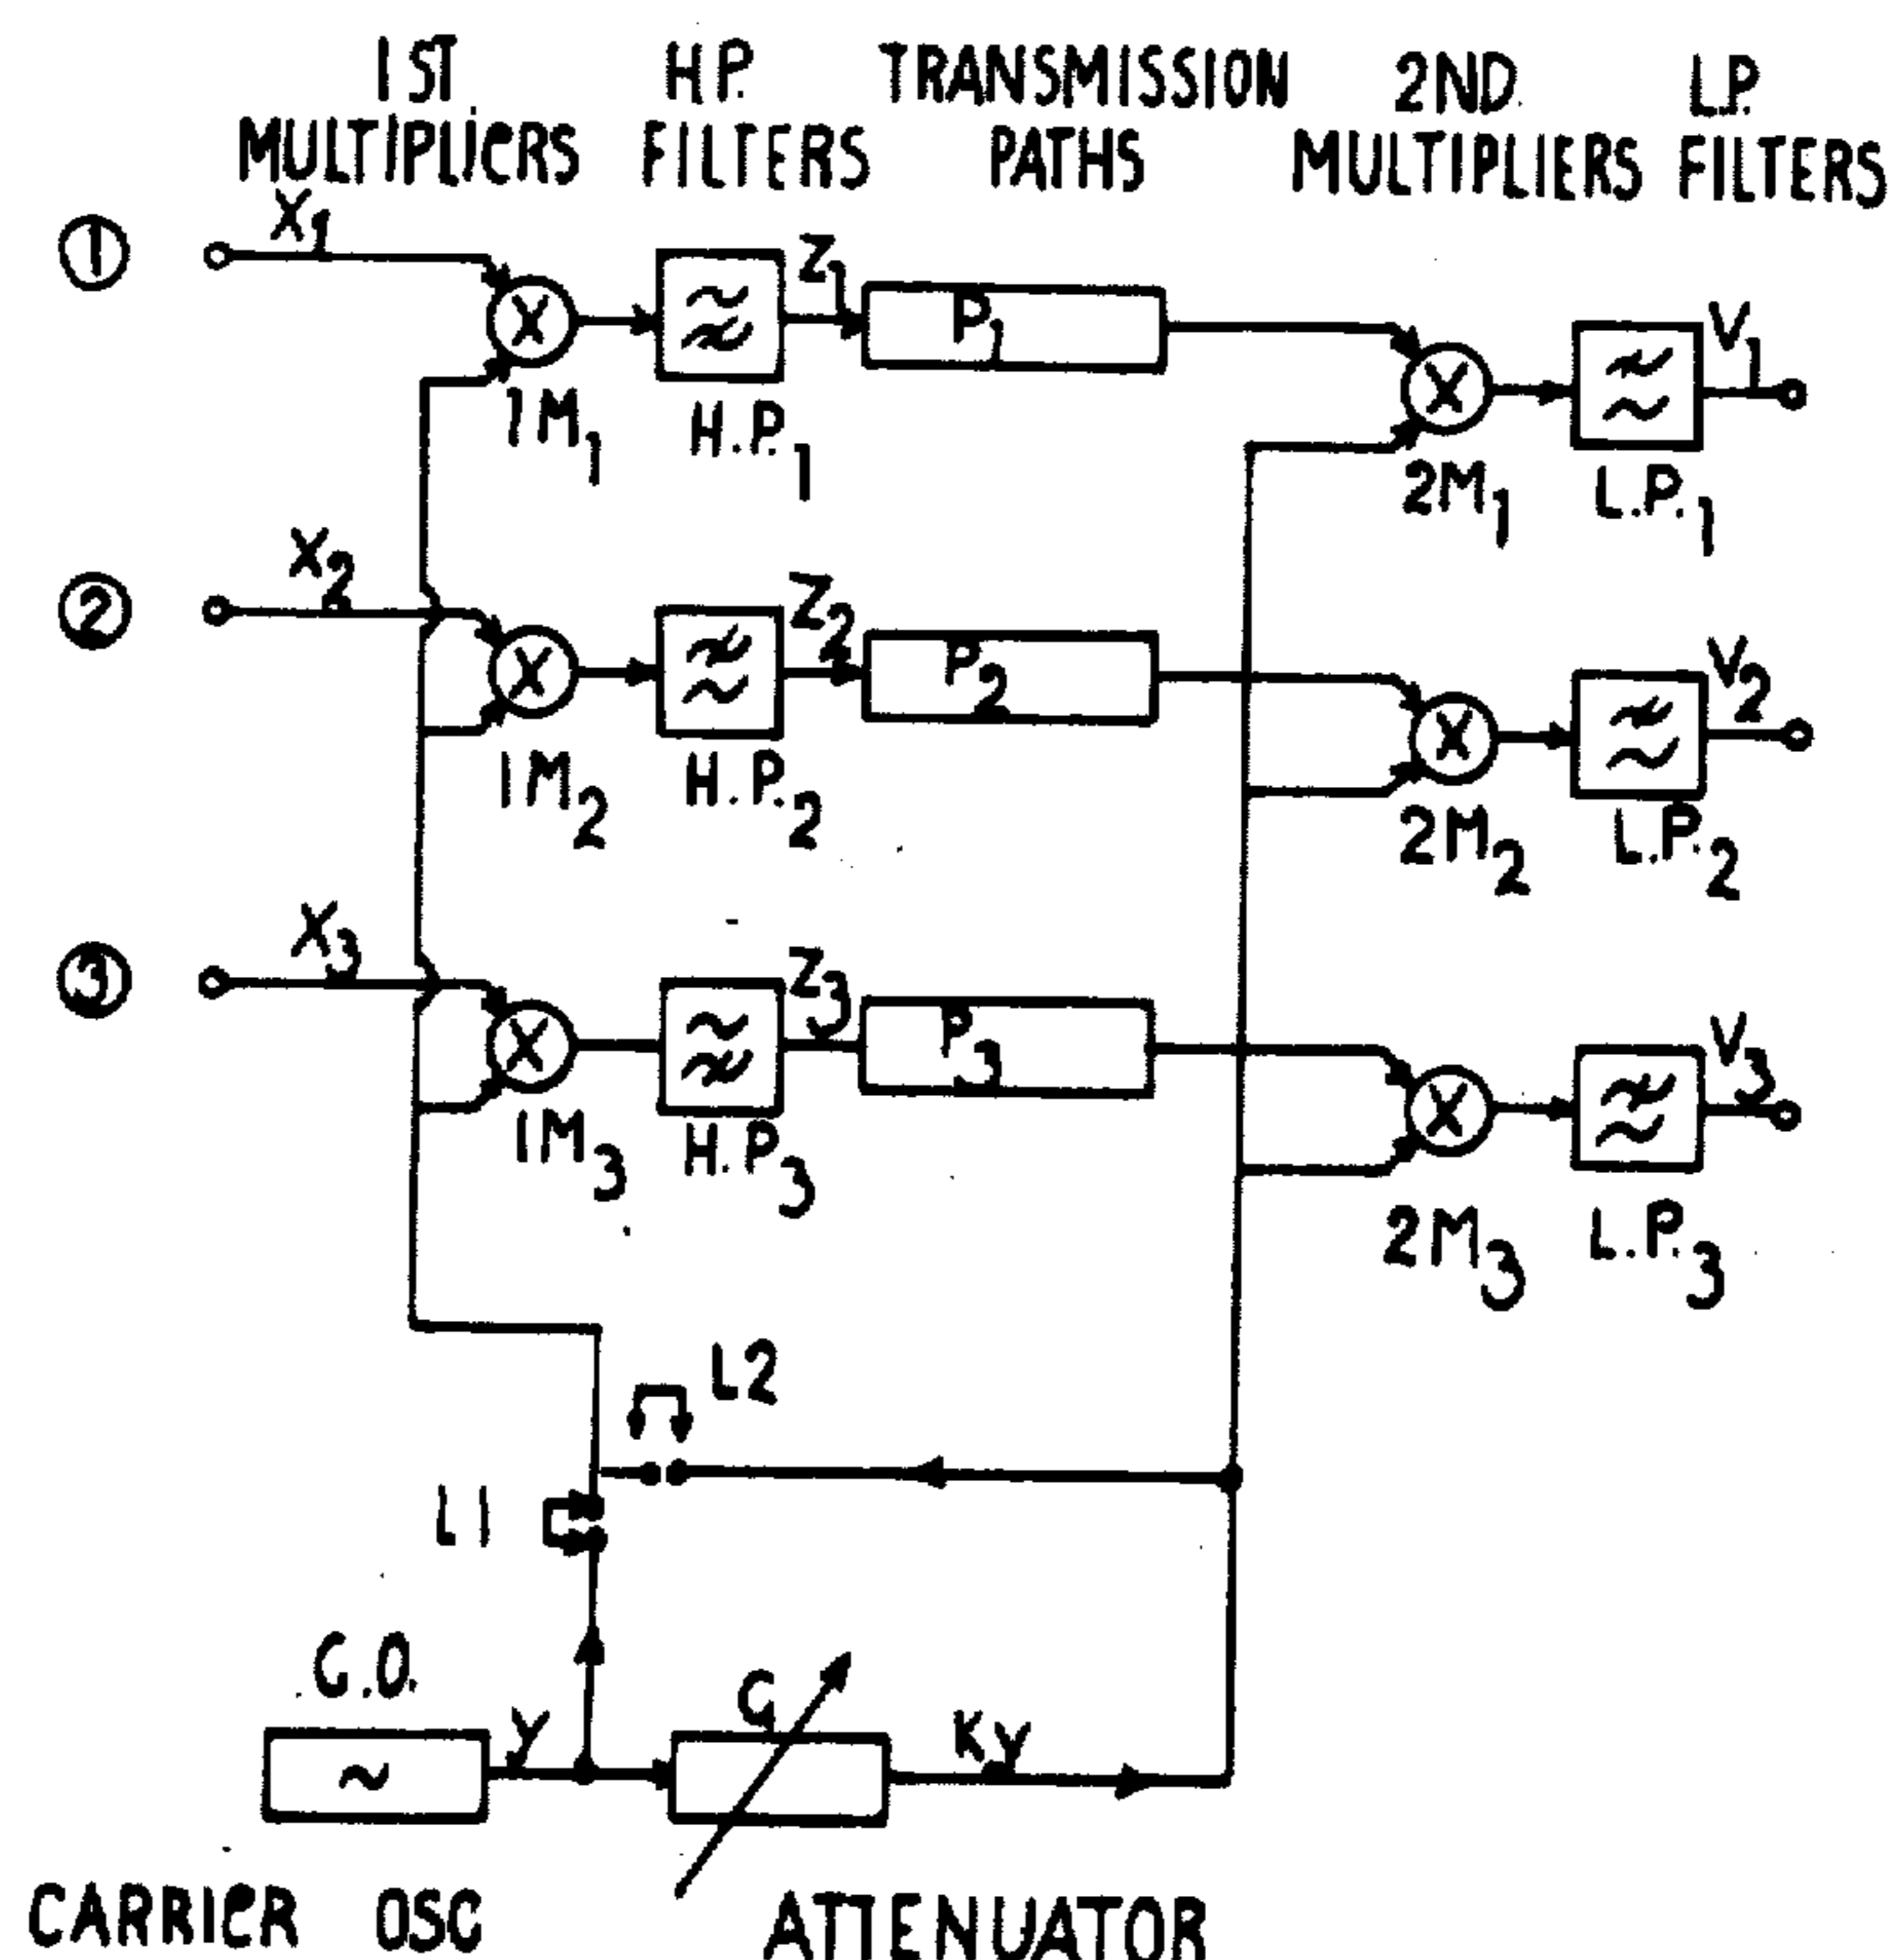 1ST. H.P. TRANSMISSION 2ND. L.P.
MULTIPLIERS FILTERS PATHS MULTIPLIERS FILTERS
1 X1 Z1 P1 V1
X X
1M1 H.P.1 2M1 L.P.1
2 X2 Z2 P2 V2
X X
1M2 H.P.2 2M2 L.P.2
3 X3 Z3 P3 V3
X X
1M3 H.P3 2M3 L.P.3
L2
L1
C.O. Y G KY
CARRIER OSC ATTENUATOR